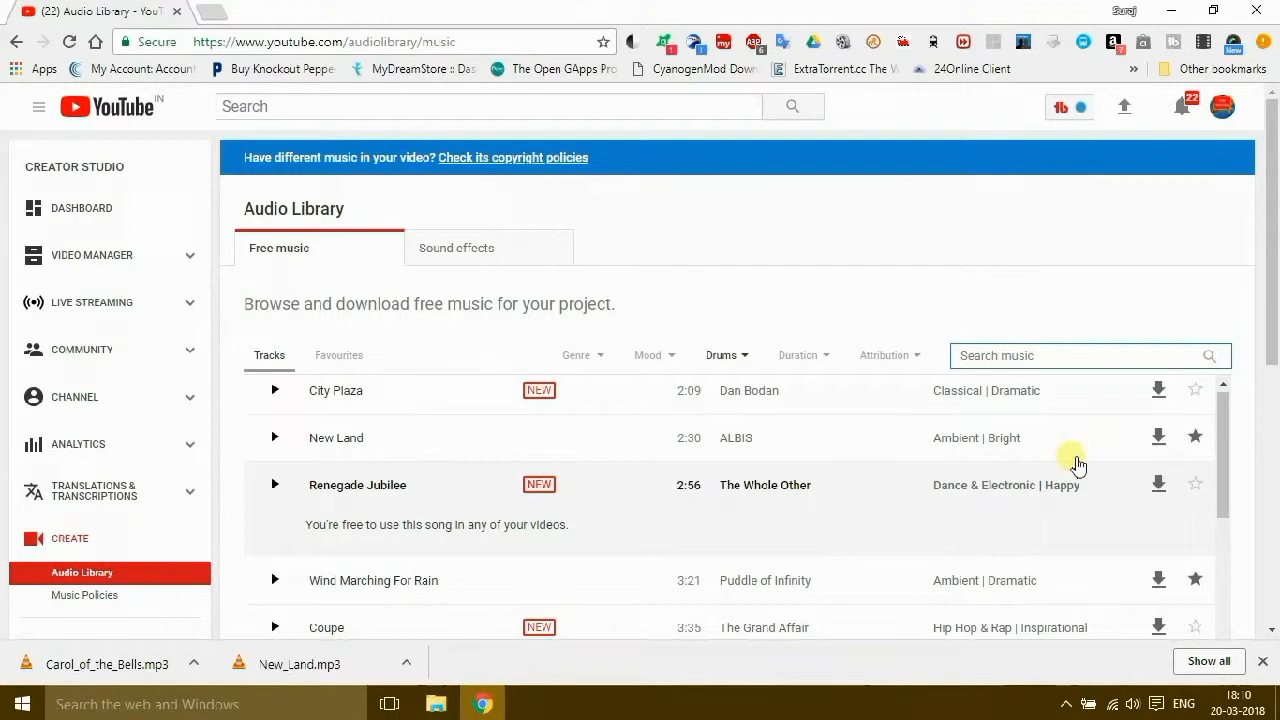 (22) Audio Library - YouT
Suraj
Secure
https://www.youtube.com/audiolibrary/music
Apps
My Account: Account
Buy Knockout Peppe
MyDreamStore :: Das
The Open GApps Pro
CyanogenMod Down
ExtraTorrent.cc The W
24Online Client
Other bookmarks
YouTube IN
Search
22
CREATOR STUDIO
DASHBOARD
VIDEO MANAGER
LIVE STREAMING
COMMUNITY
CHANNEL
ANALYTICS
TRANSLATIONS &
TRANSCRIPTIONS
CREATE
Audio Library
Music Policies
Have different music in your video? Check its copyright policies
Audio Library
Free music
Sound effects
Browse and download free music for your project.
Tracks
Favourites
Genre
Mood
Drums
Duration
Attribution
Search music
City Plaza NEW 2:09 Dan Bodan Classical | Dramatic
New Land 2:30 ALBIS Ambient | Bright
Renegade Jubilee NEW 2:56 The Whole Other Dance & Electronic | Happy
You're free to use this song in any of your videos.
Wind Marching For Rain 3:21 Puddle of Infinity Ambient | Dramatic
Coupe NEW 3:35 The Grand Affair Hip Hop & Rap | Inspirational
Carol_of_the_Bells.mp3
New_Land.mp3
Show all
Search the web and Windows
ENG
18:10
20-03-2018